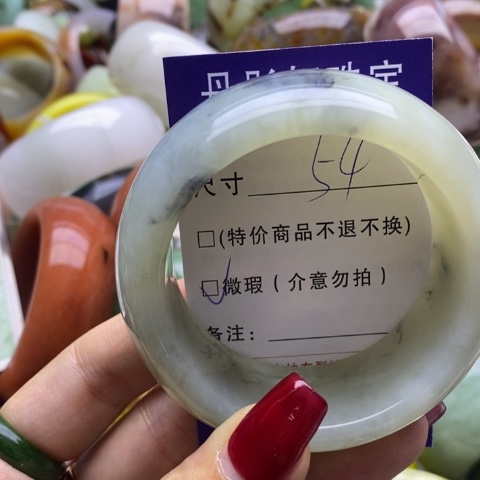 尺寸 54
□(特价商品不退不换)
☑微瑕(介意勿拍)
备注: